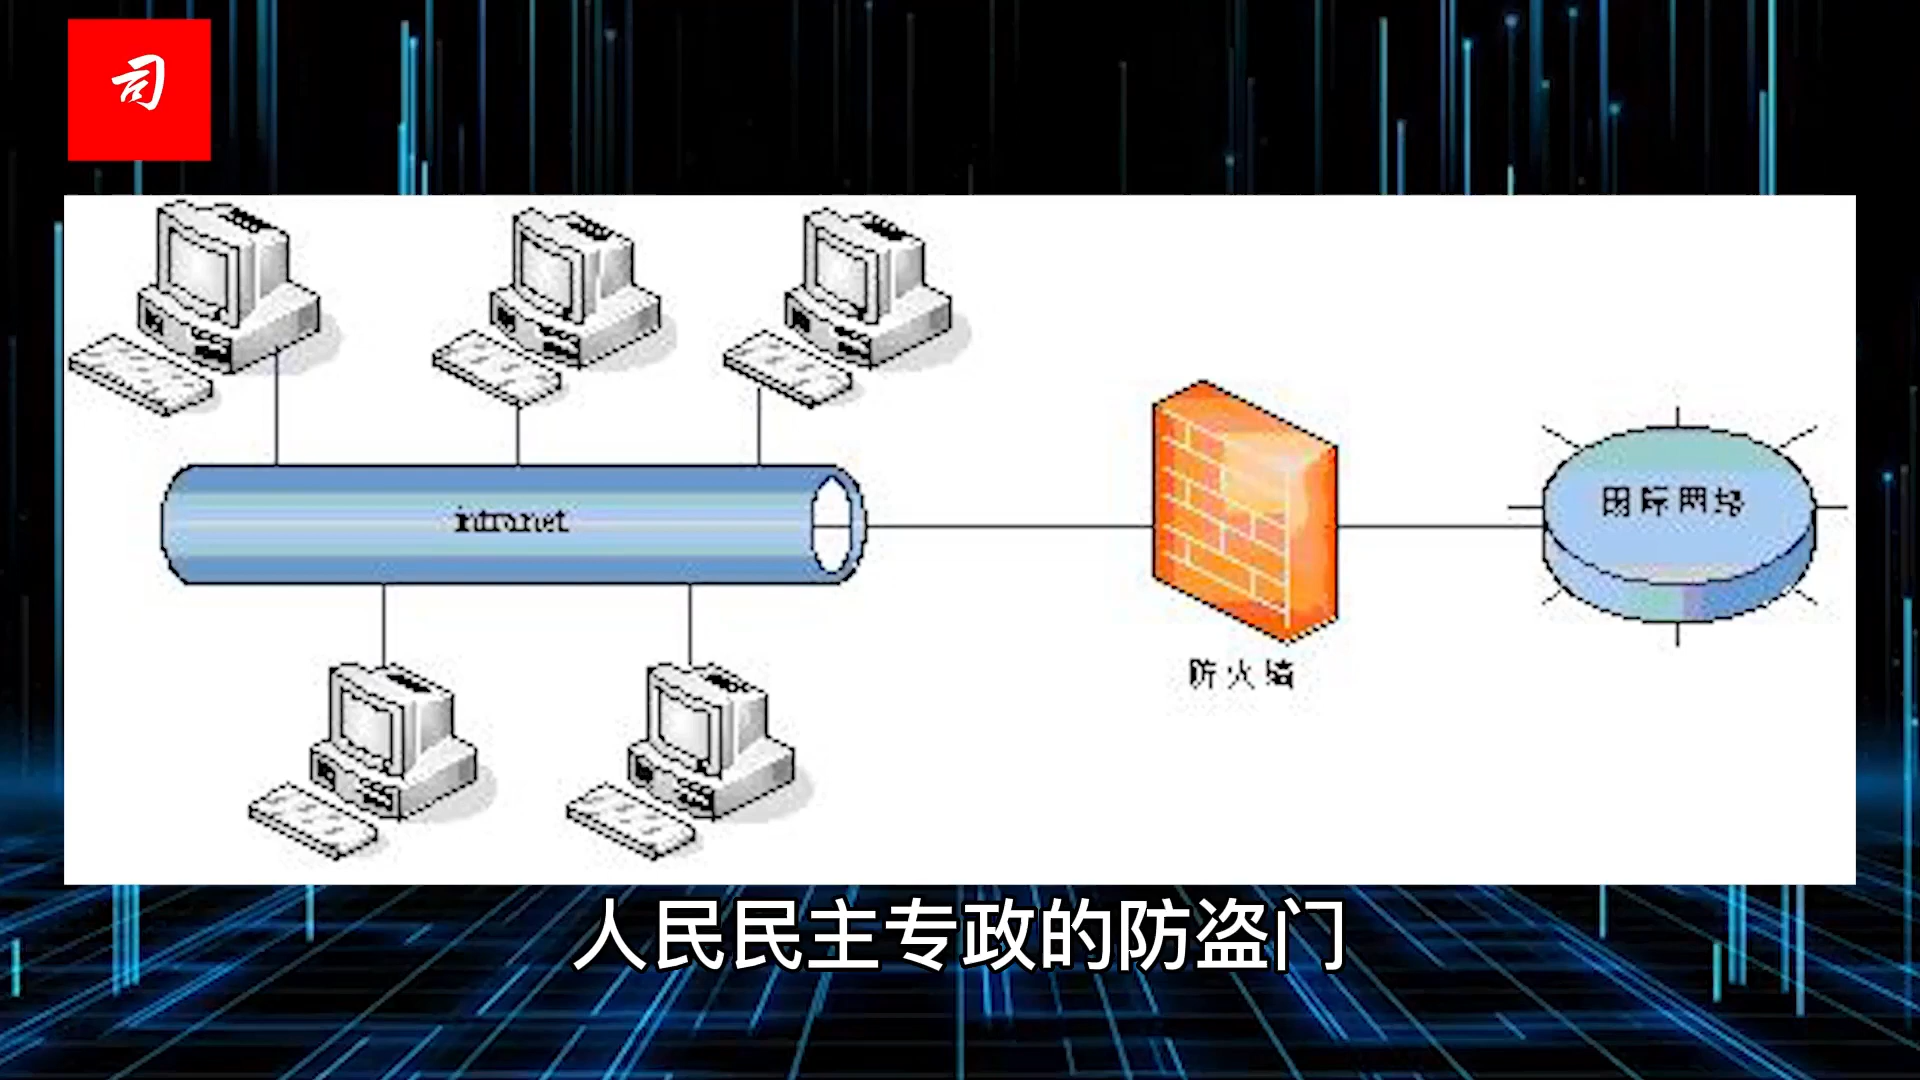 司
intranet
国际网络
防火墙
人民民主专政的防盗门